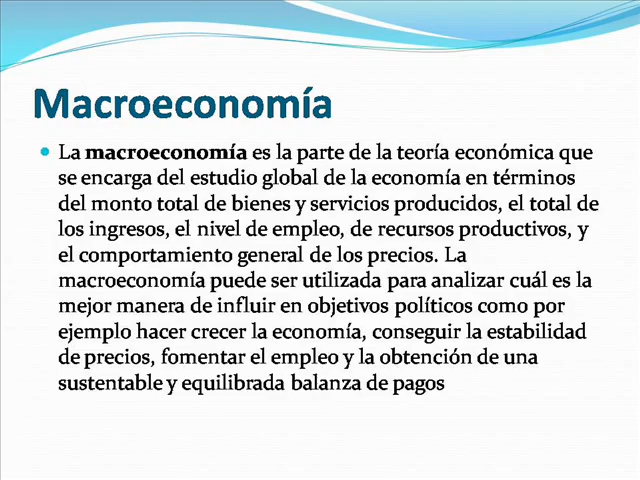 Macroeconomía
La macroeconomía es la parte de la teoría económica que
se encarga del estudio global de la economía en términos
del monto total de bienes y servicios producidos, el total de
los ingresos, el nivel de empleo, de recursos productivos, y
el comportamiento general de los precios. La
macroeconomía puede ser utilizada para analizar cuál es la
mejor manera de influir en objetivos políticos como por
ejemplo hacer crecer la economía, conseguir la estabilidad
de precios, fomentar el empleo y la obtención de una
sustentable y equilibrada balanza de pagos